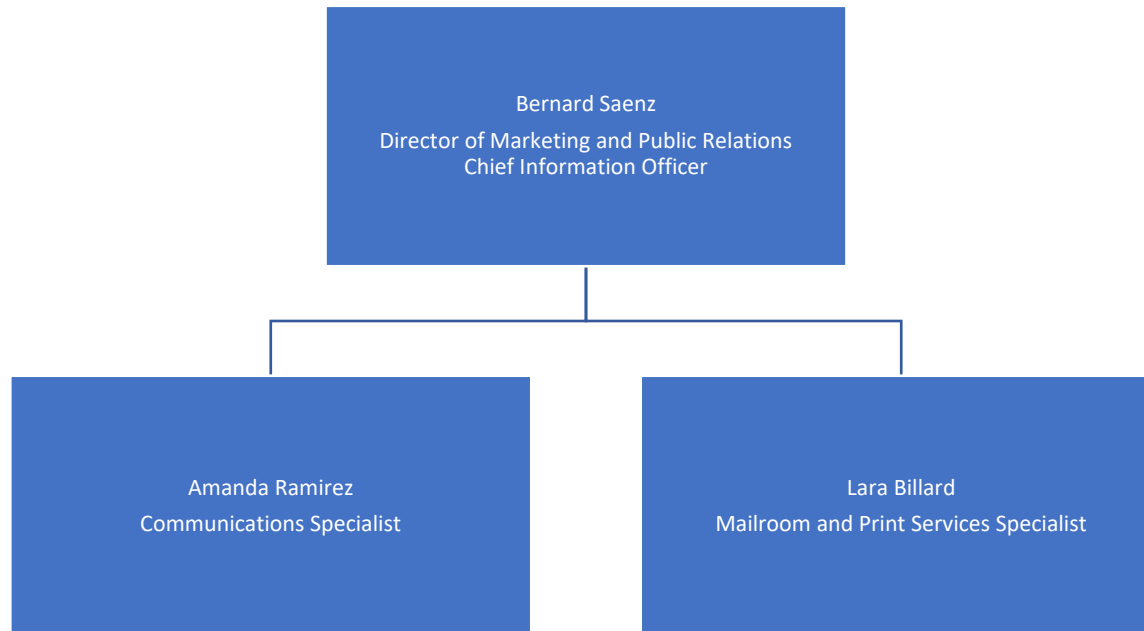 Bernard Saenz
Director of Marketing and Public Relations
Chief Information Officer
Amanda Ramirez
Communications Specialist
Lara Billard
Mailroom and Print Services Specialist